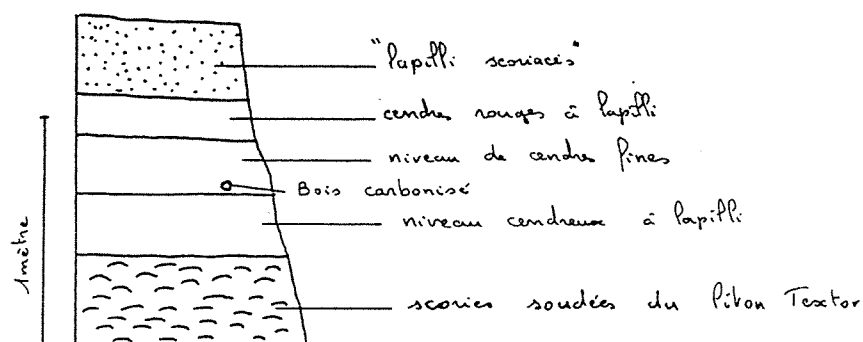 "lapilli scoriacés"
cendres rouges à lapilli
niveau de cendres fines
Bois carbonisé
niveau cendreux à lapilli
1 mètre
scories soudées du Piton Textor